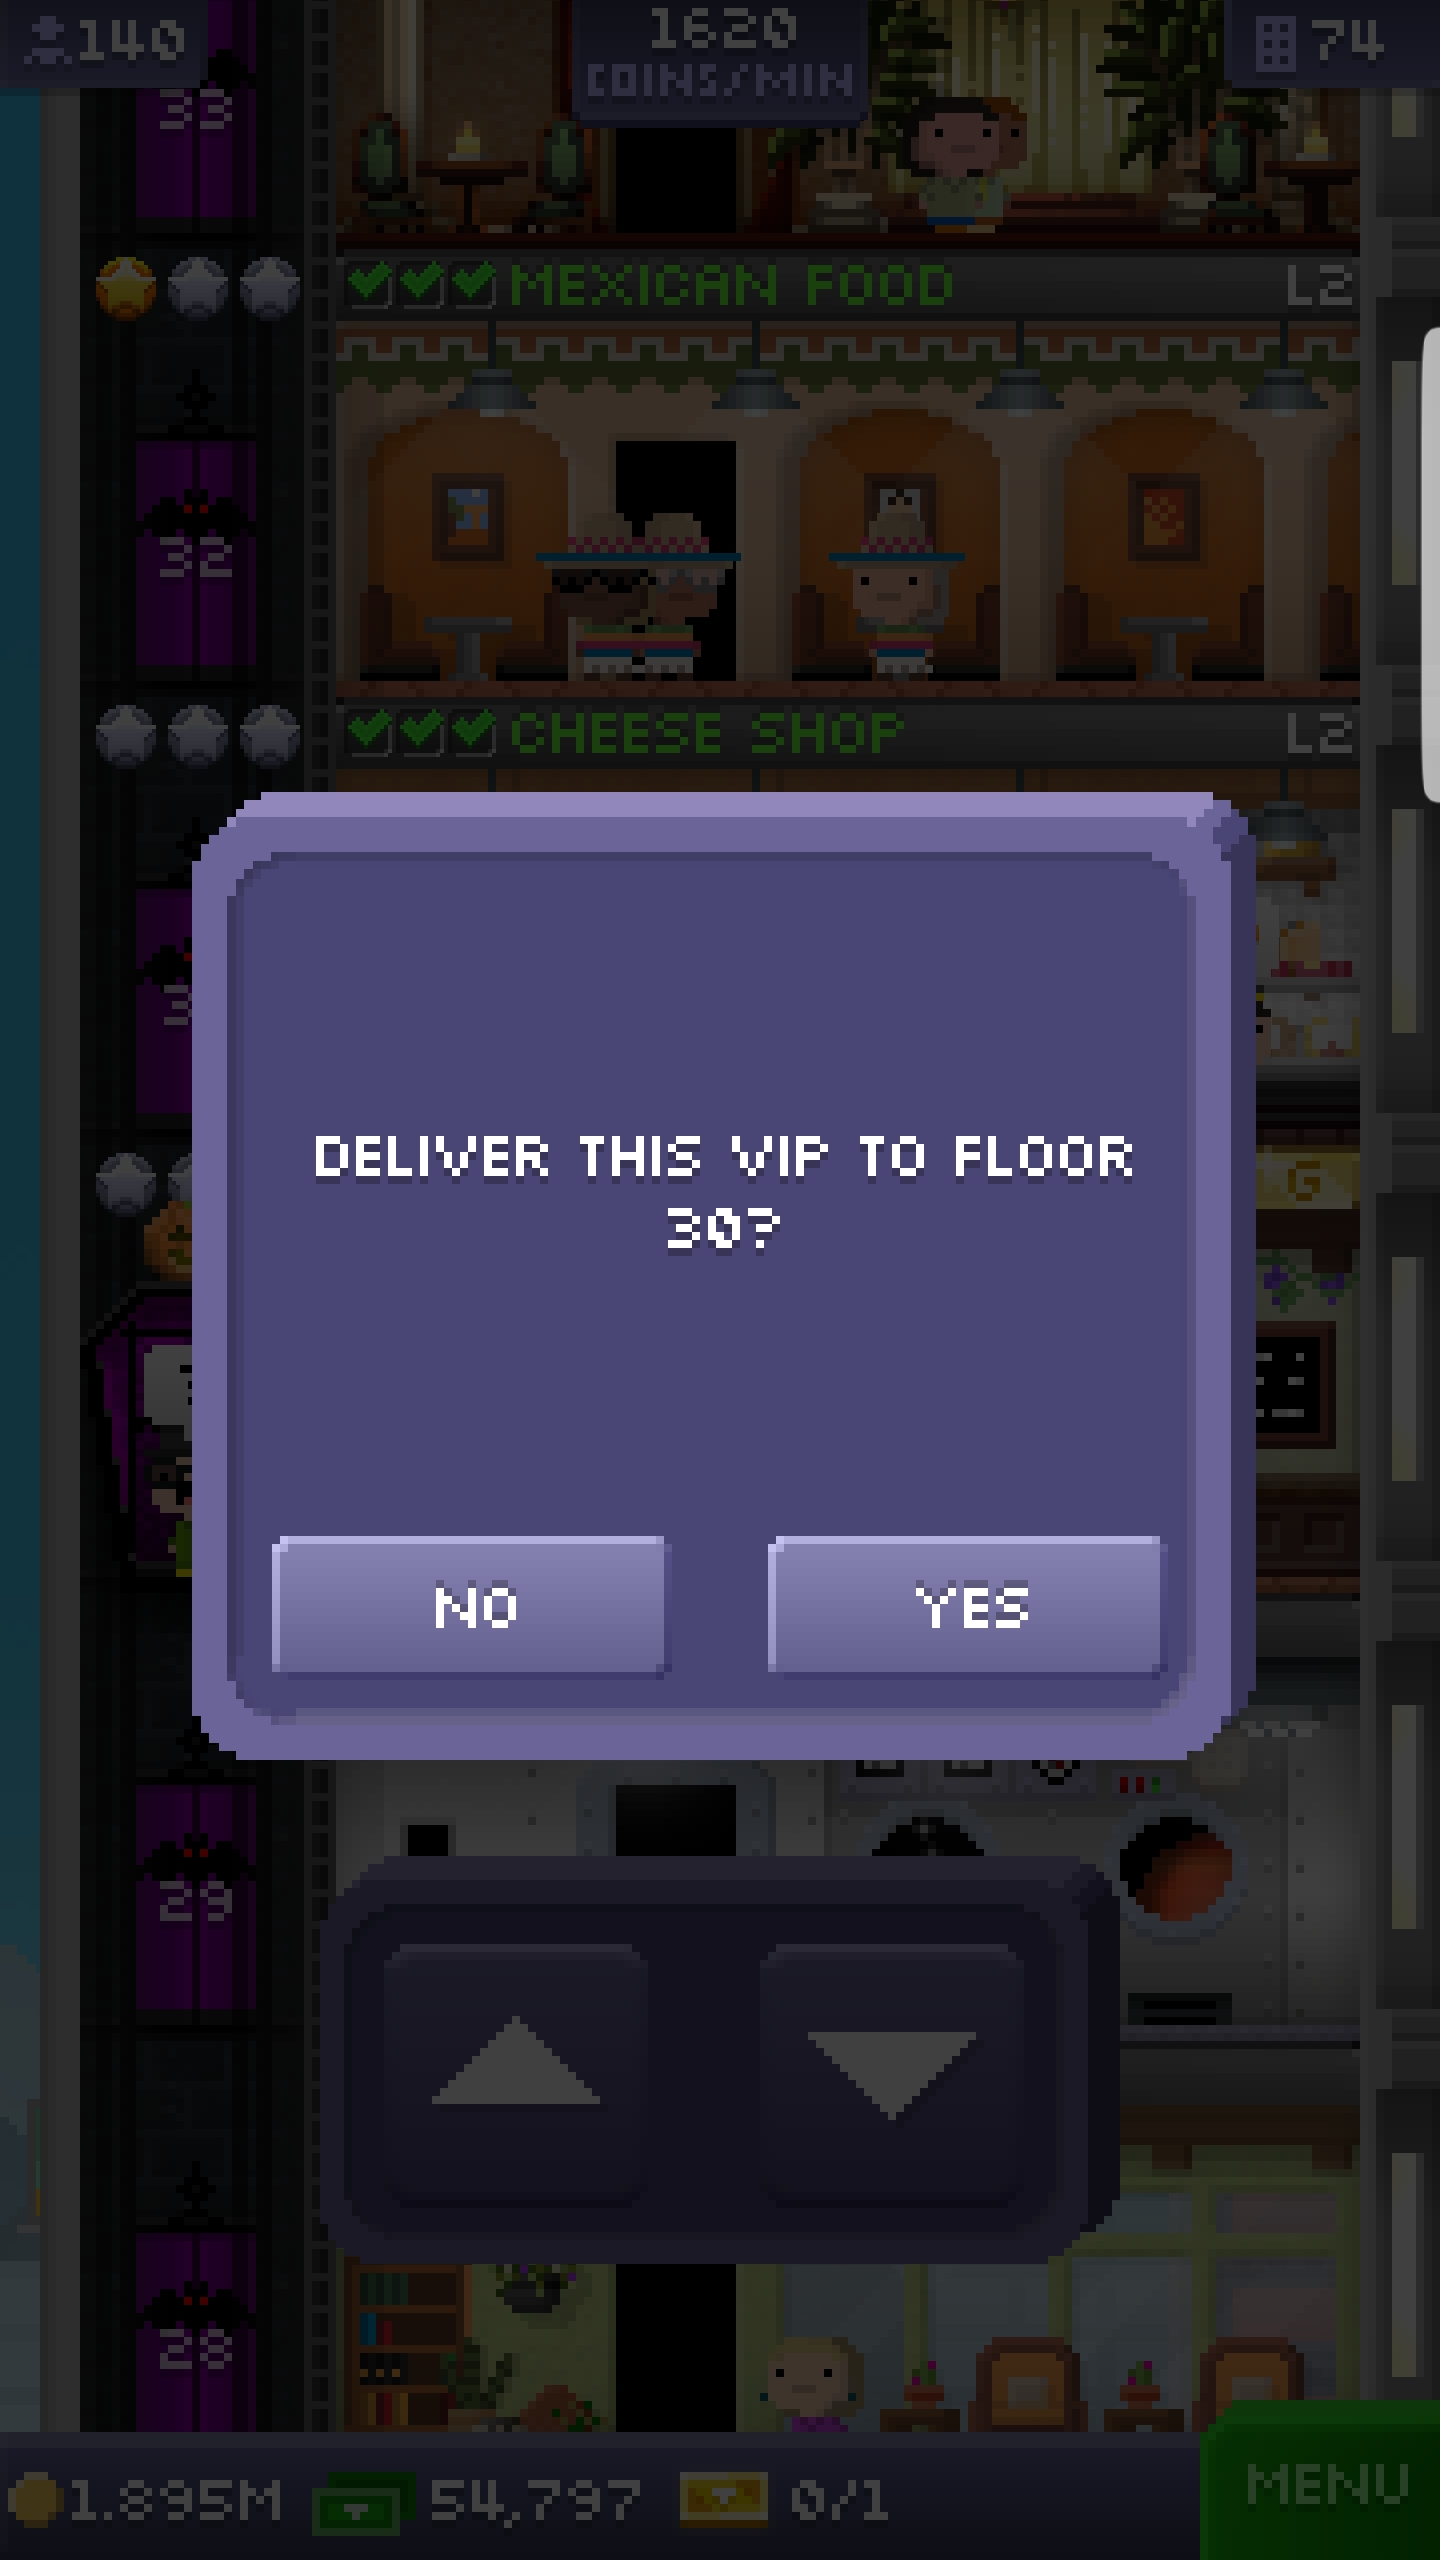 140
1620
COINS/MIN
74
33
MEXICAN FOOD
L2
32
CHEESE SHOP
L2
3
G
DELIVER THIS VIP TO FLOOR
30?
NO
YES
29
28
1.895M
54,797
0/1
MENU